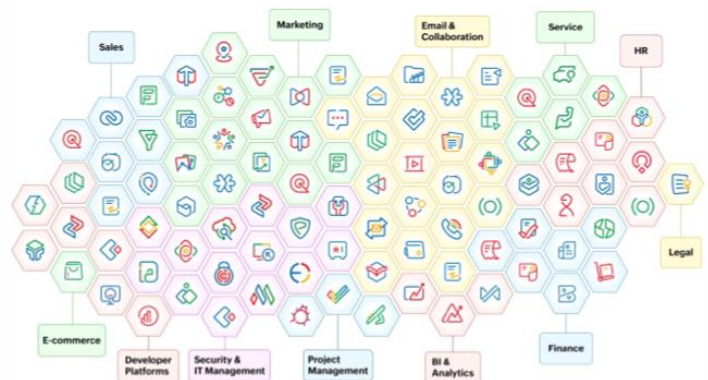 Sales
Marketing
Email &
Collaboration
Service
HR
Legal
E-commerce
Developer
Platforms
Security &
IT Management
Project
Management
BI &
Analytics
Finance